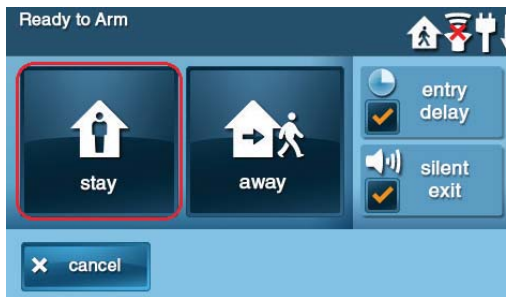 Ready to Arm
stay
away
entry
delay
silent
exit
cancel